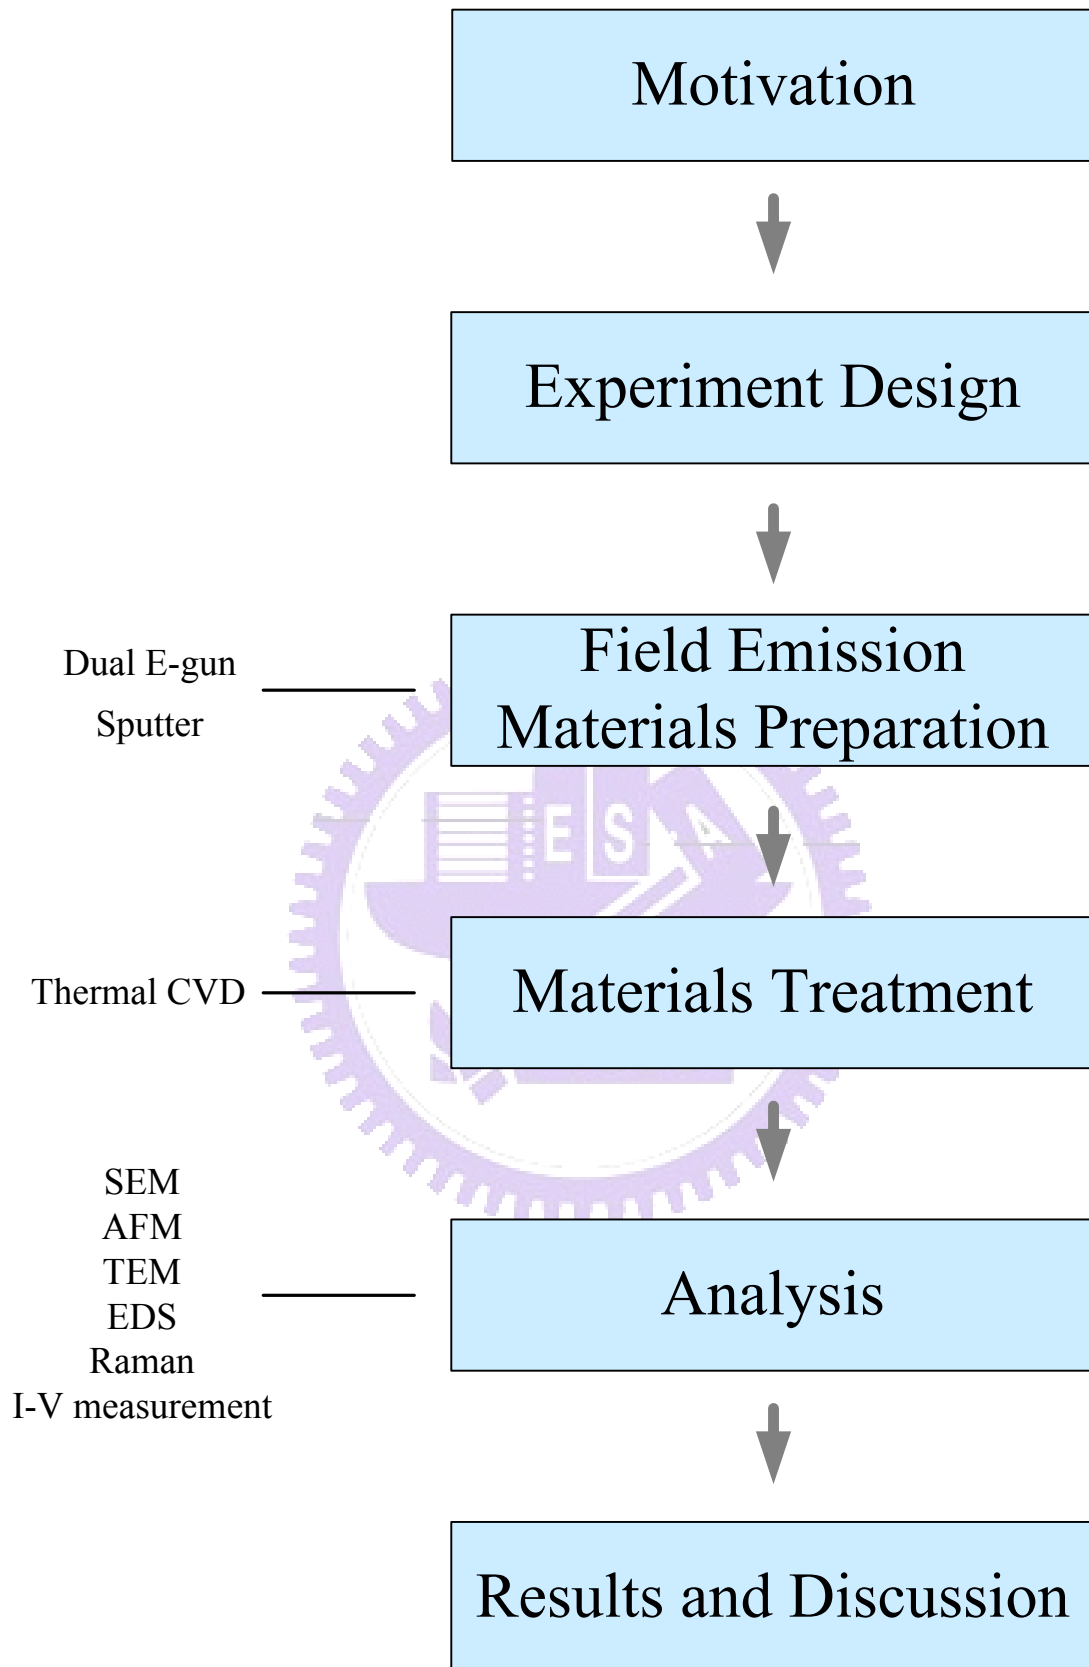 Motivation
Experiment Design
Dual E-gun
Sputter
Field Emission
Materials Preparation
E S A
Thermal CVD
Materials Treatment
SEM
AFM
TEM
EDS
Raman
I-V measurement
Analysis
Results and Discussion